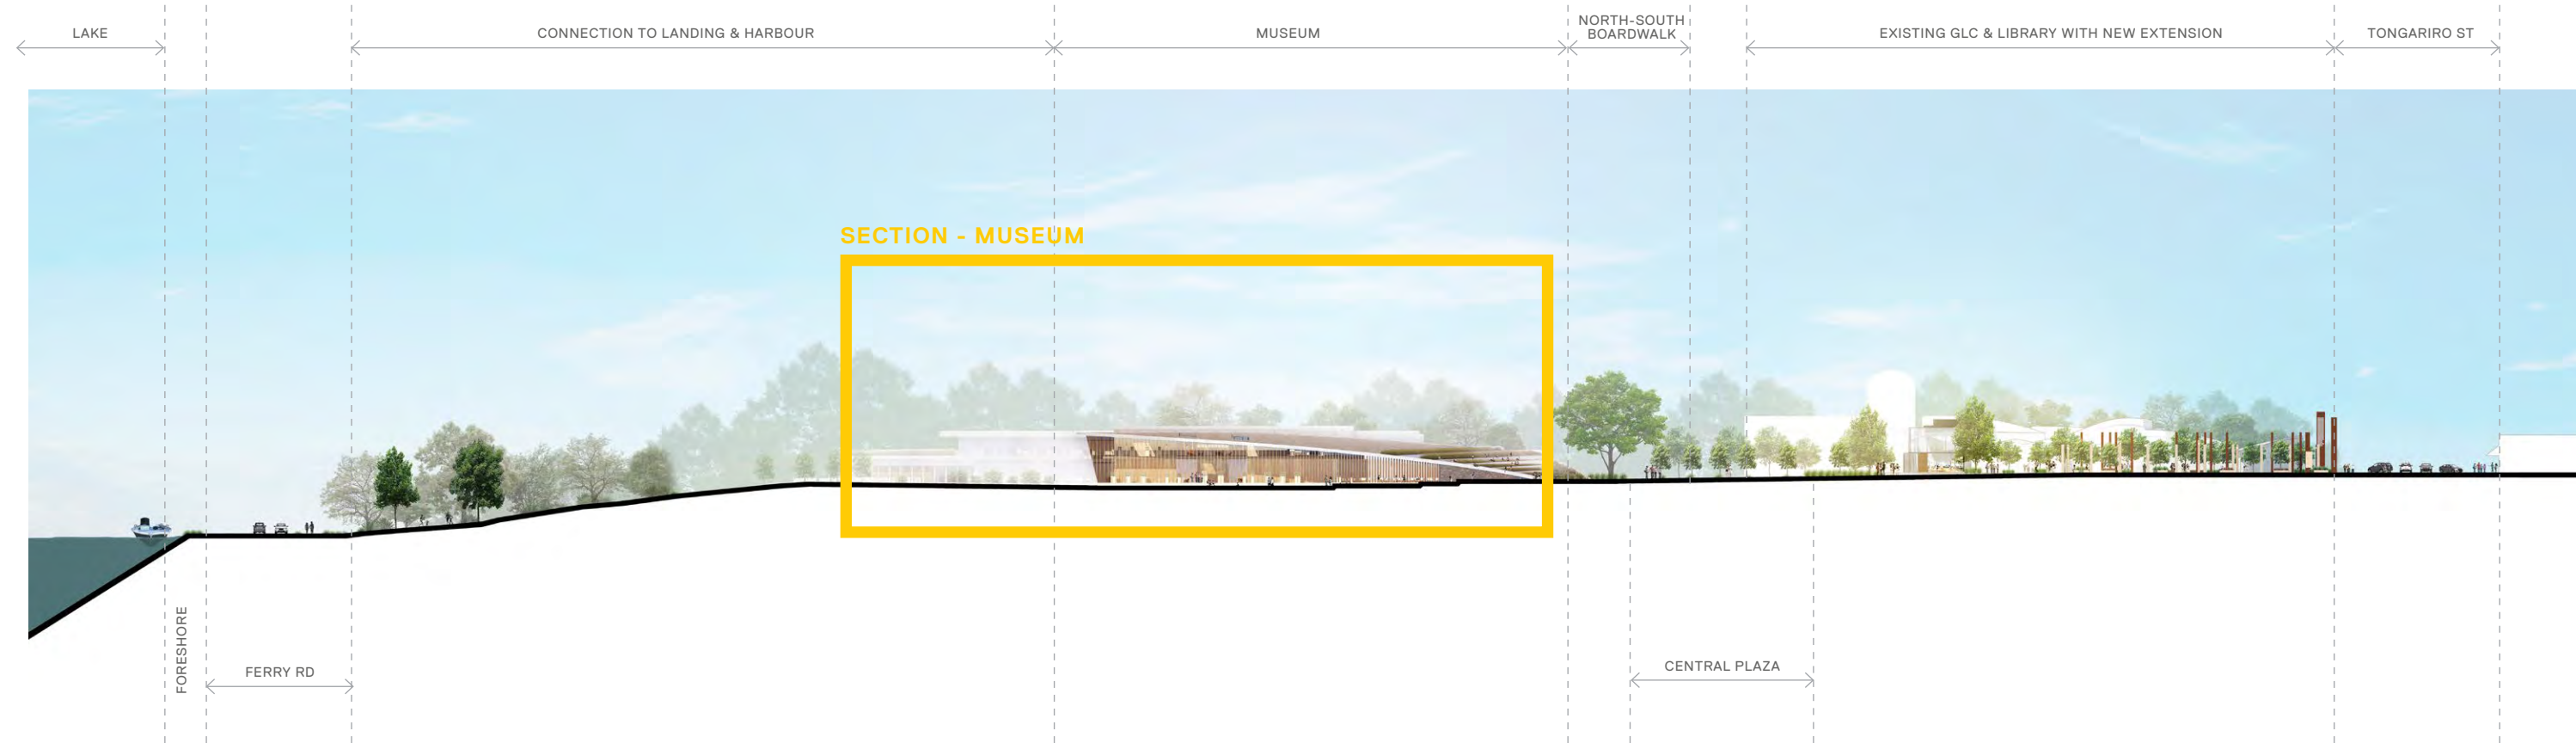 LAKE
CONNECTION TO LANDING & HARBOUR
MUSEUM
NORTH-SOUTH
BOARDWALK
EXISTING GLC & LIBRARY WITH NEW EXTENSION
TONGARIRO ST
SECTION - MUSEUM
FORESHORE
FERRY RD
CENTRAL PLAZA